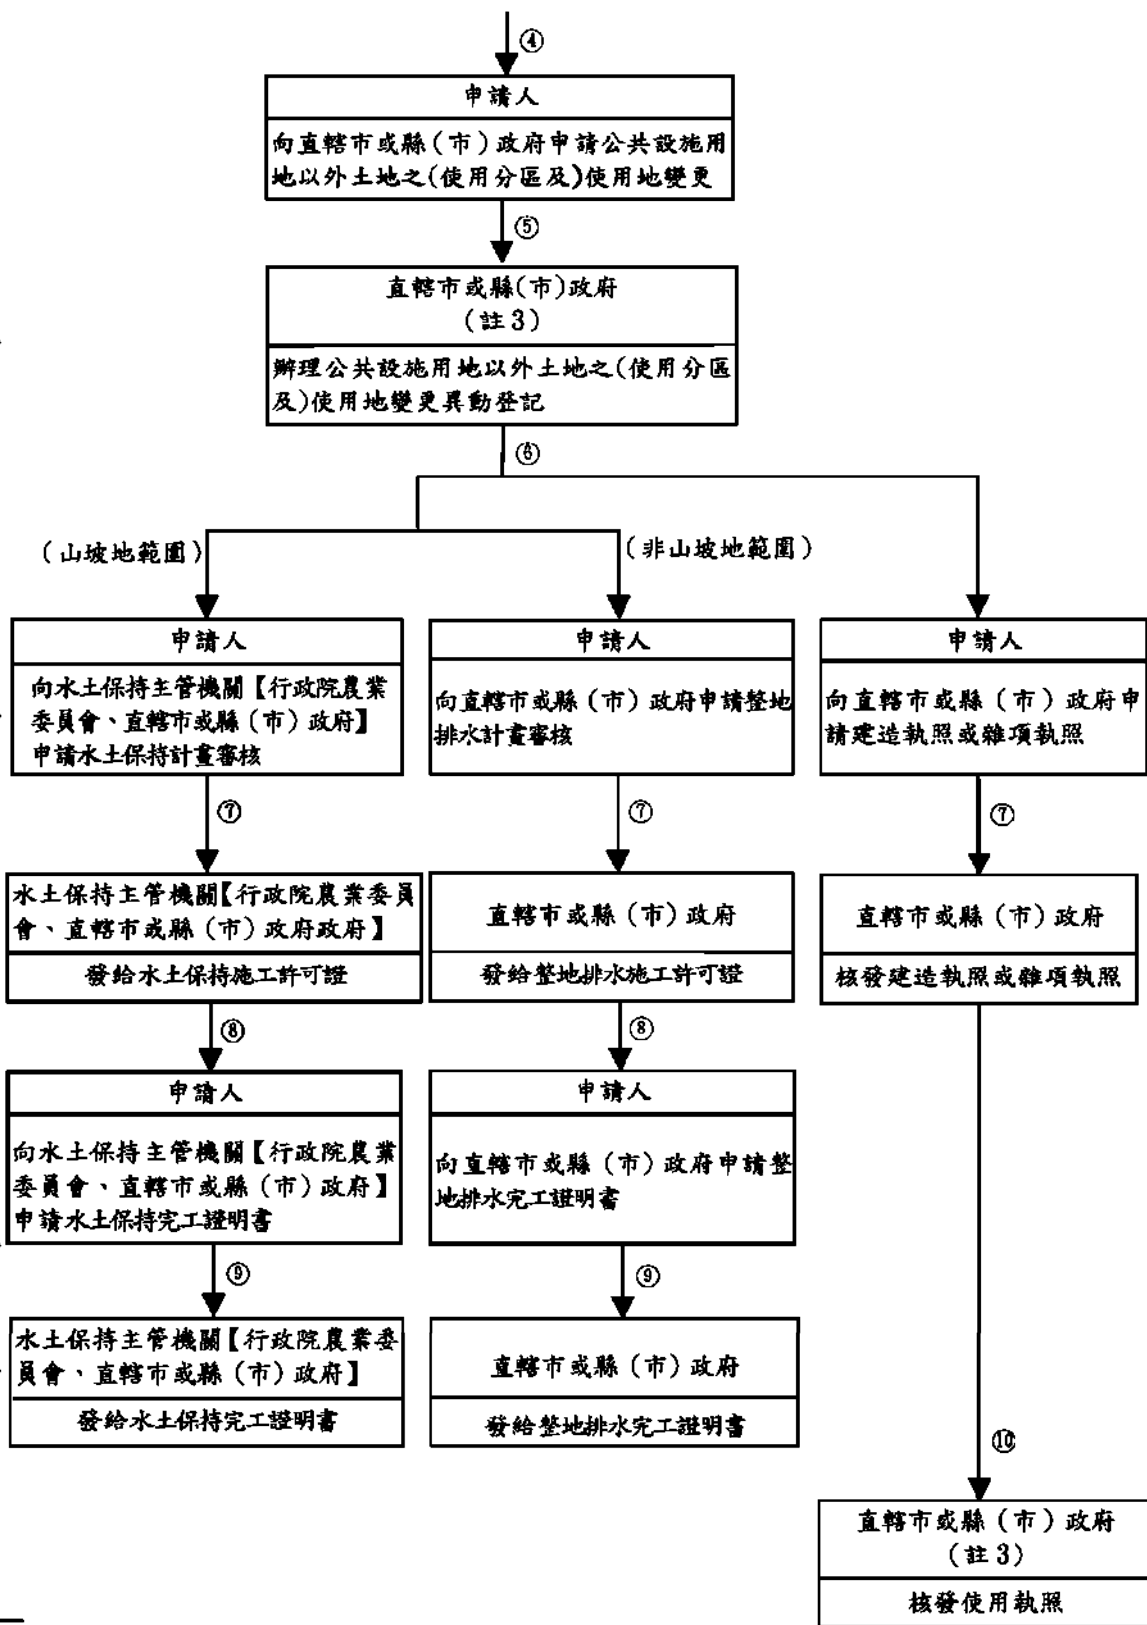 ④
申請人
向直轄市或縣(市)政府申請公共設施用
地以外土地之(使用分區及)使用地變更
⑤
直轄市或縣(市)政府
(註3)
辦理公共設施用地以外土地之(使用分區
及)使用地變更異動登記
⑥
(山坡地範圍)
(非山坡地範圍)
申請人
向水土保持主管機關【行政院農業
委員會、直轄市或縣(市)政府】
申請水土保持計畫審核
申請人
向直轄市或縣(市)政府申請整地
排水計畫審核
申請人
向直轄市或縣(市)政府申
請建造執照或雜項執照
⑦
⑦
⑦
水土保持主管機關【行政院農業委員
會、直轄市或縣(市)政府政府】
發給水土保持施工許可證
直轄市或縣(市)政府
發給整地排水施工許可證
直轄市或縣(市)政府
核發建造執照或雜項執照
⑧
⑧
申請人
向水土保持主管機關【行政院農業
委員會、直轄市或縣(市)政府】
申請水土保持完工證明書
申請人
向直轄市或縣(市)政府申請整
地排水完工證明書
⑨
⑨
水土保持主管機關【行政院農業委
員會、直轄市或縣(市)政府】
發給水土保持完工證明書
直轄市或縣(市)政府
發給整地排水完工證明書
⑩
直轄市或縣(市)政府
(註3)
核發使用執照